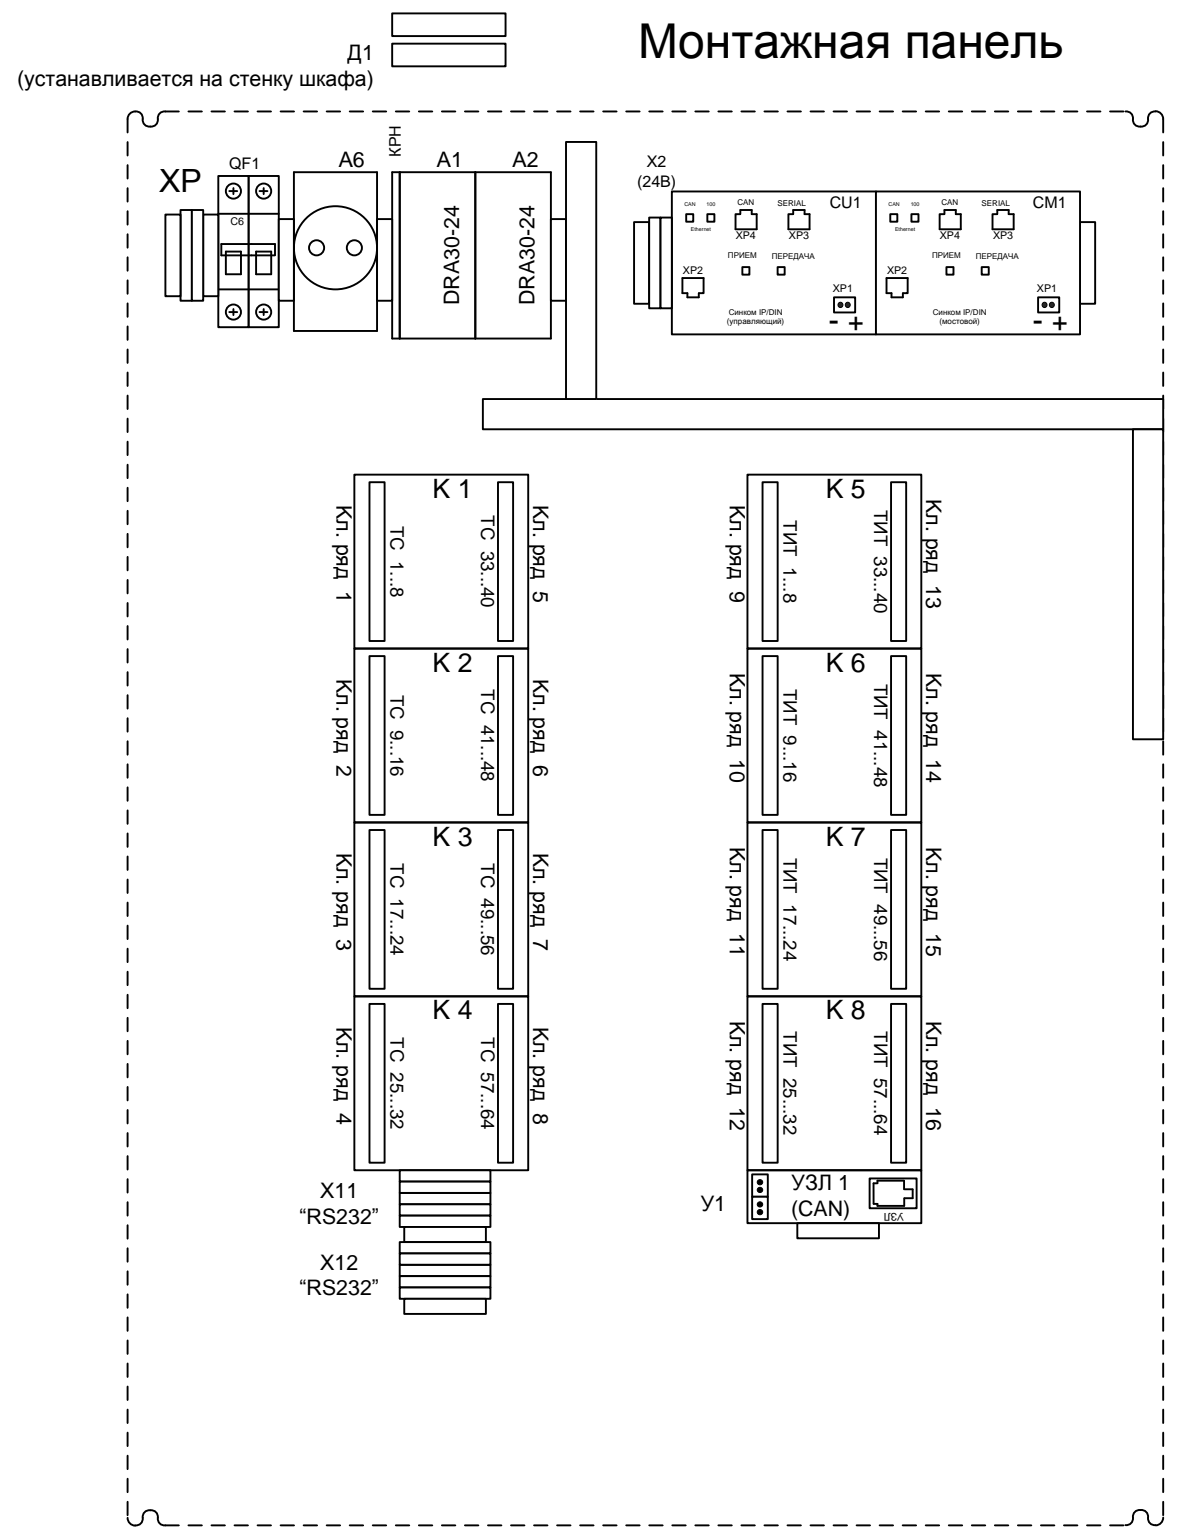 Монтажная панель
Д1
(устанавливается на стенку шкафа)
XP
QF1
C6
A6
КРН
A1
A2
DRA30-24
DRA30-24
X2
(24В)
CAN
100
Ethernet
CAN
XP4
SERIAL
XP3
CU1
ПРИЕМ
ПЕРЕДАЧА
XP2
XP1
Синком IP/DIN
(управляющий)
- +
CAN
100
Ethernet
CAN
XP4
SERIAL
XP3
CM1
ПРИЕМ
ПЕРЕДАЧА
XP2
XP1
Синком IP/DIN
(мостовой)
- +
К 1
Кл. ряд 1
ТС 1...8
ТС 33...40
Кл. ряд 5
К 2
Кл. ряд 2
ТС 9...16
ТС 41...48
Кл. ряд 6
К 3
Кл. ряд 3
ТС 17...24
ТС 49...56
Кл. ряд 7
К 4
Кл. ряд 4
ТС 25...32
ТС 57...64
Кл. ряд 8
X11
“RS232”
X12
“RS232”
К 5
Кл. ряд 9
ТИТ 1...8
ТИТ 33...40
Кл. ряд 13
К 6
Кл. ряд 10
ТИТ 9...16
ТИТ 41...48
Кл. ряд 14
К 7
Кл. ряд 11
ТИТ 17...24
ТИТ 49...56
Кл. ряд 15
К 8
Кл. ряд 12
ТИТ 25...32
ТИТ 57...64
Кл. ряд 16
У1
УЗЛ 1
(CAN)
УЗЛ